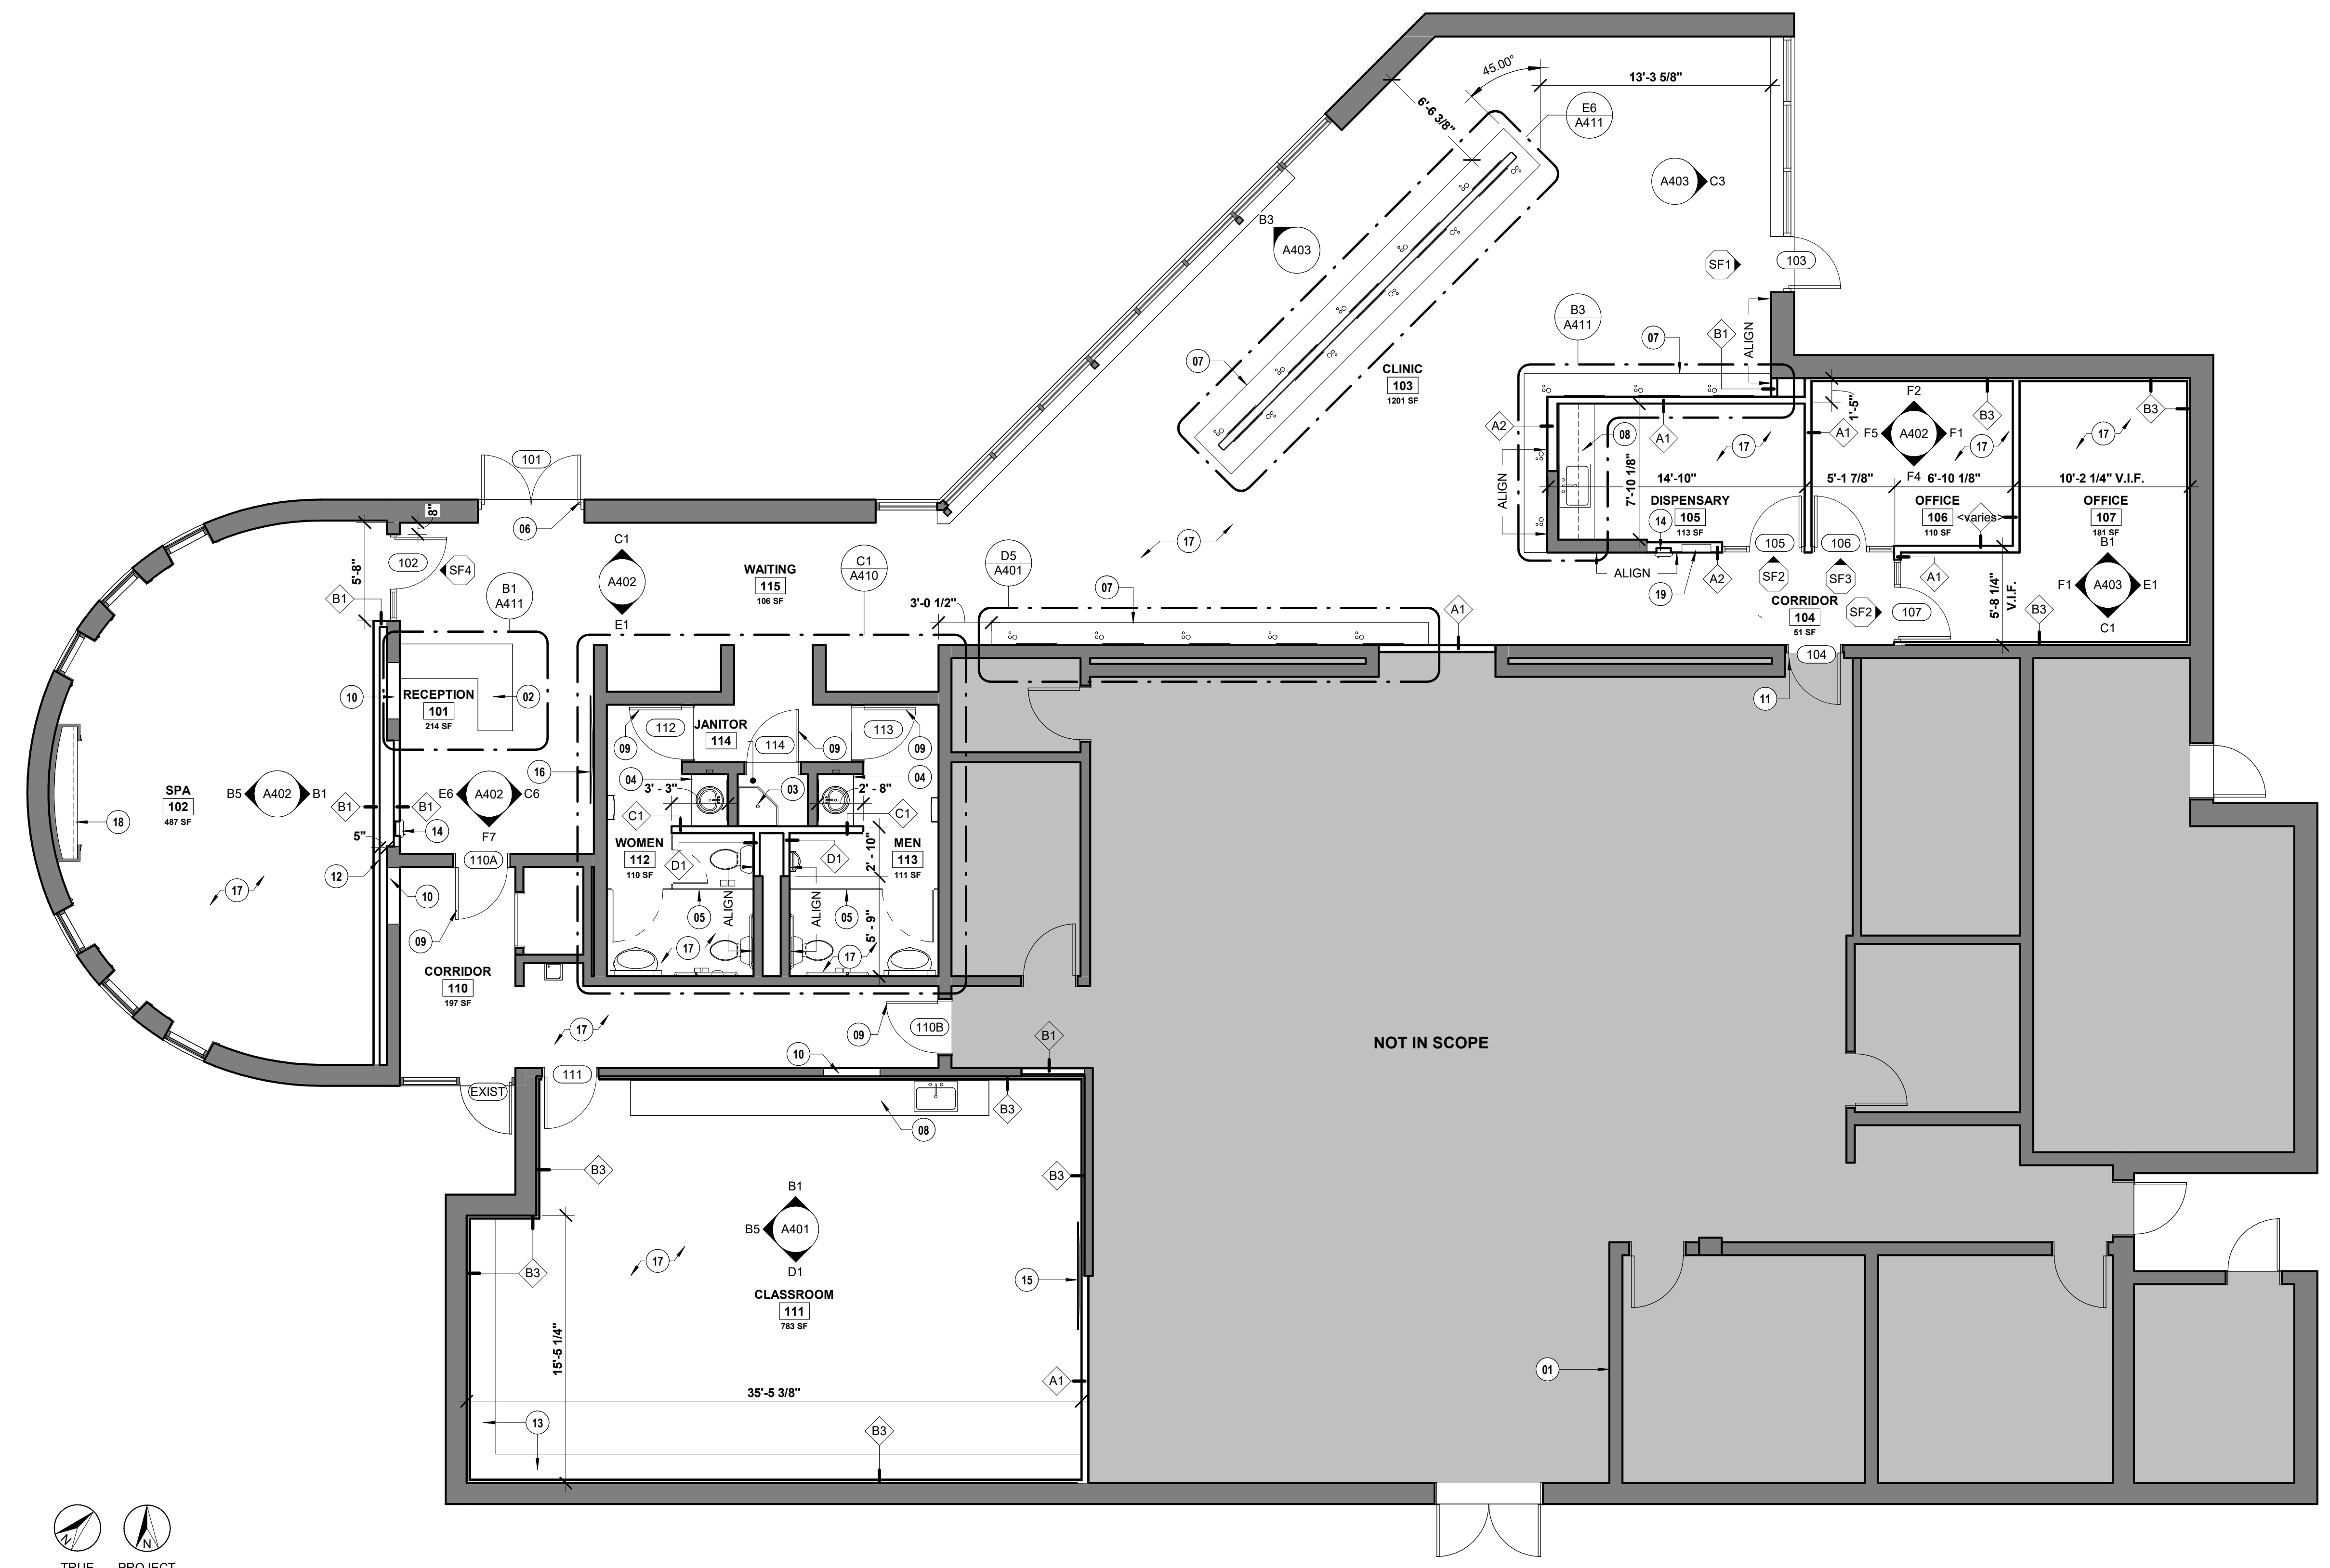 45.00°
13'-3 5/8"
6'-6 3/8"
E6
A411
A403
C3
B3
A403
SF1
103
B3
A411
07
B1
ALIGN
07
CLINIC
103
1201 SF
1'-5"
F2
B3
B3
A2
08
A1
17
A1
F5
A402
F1
17
17
F4
ALIGN
7'-10 1/8"
14'-10"
5'-1 7/8"
6'-10 1/8"
10'-2 1/4" V.I.F.
DISPENSARY
105
113 SF
14
OFFICE
106
<varies>
110 SF
OFFICE
107
181 SF
101
06
8"
C1
A402
E1
C1
A410
D5
A401
17
105
106
B1
F1
A403
E1
C1
102
SF4
5'-8"
B1
B1
A411
WAITING
115
106 SF
3'-0 1/2"
07
A1
ALIGN
A2
19
SF2
SF3
A1
CORRIDOR
104
51 SF
SF2
107
5'-8 1/4"
V.I.F.
B3
104
11
10
RECEPTION
101
214 SF
02
09
112
JANITOR
114
114
09
113
09
16
04
04
3' - 3"
03
2' - 8"
SPA
102
487 SF
18
B5
A402
B1
B1
B1
E6
A402
C6
F7
14
5"
C1
C1
WOMEN
112
110 SF
D1
D1
2' - 10"
MEN
113
111 SF
110A
12
17
10
05
ALIGN
ALIGN
05
5' - 9"
09
17
17
CORRIDOR
110
197 SF
17
09
110B
B1
NOT IN SCOPE
10
EXIST
111
B3
08
B3
B3
B1
B5
A401
D1
17
B3
15
CLASSROOM
111
783 SF
15'-5 1/4"
01
A1
35'-5 3/8"
13
B3
N
N
TRUE
PROJECT